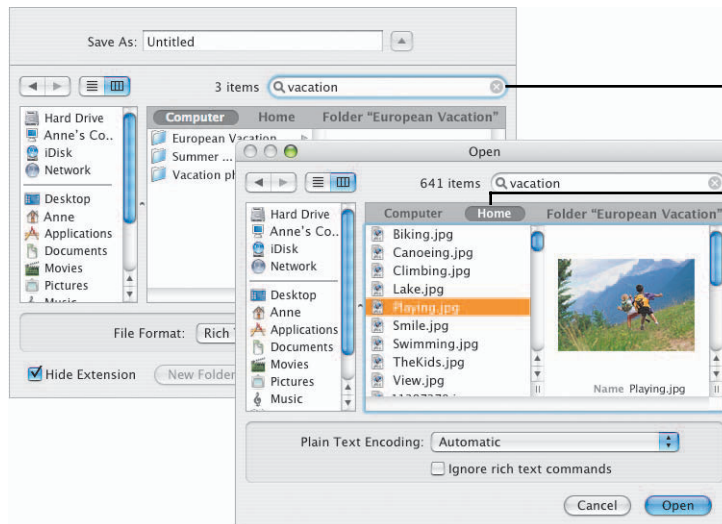 Save As: Untitled
3 items vacation
Hard Drive
Anne's Co..
iDisk
Network
Desktop
Anne
Applications
Documents
Movies
Pictures
Music
Computer Home Folder "European Vacation"
European Vacation
Summer ...
Vacation ph
File Format: Rich
Hide Extension
New Folder
Open
641 items vacation
Hard Drive
Anne's Co..
iDisk
Network
Desktop
Anne
Applications
Documents
Movies
Pictures
Music
Computer Home Folder "European Vacation"
Biking.jpg
Canoeing.jpg
Climbing.jpg
Lake.jpg
Playing.jpg
Smile.jpg
Swimming.jpg
TheKids.jpg
View.jpg
Name Playing.jpg
Plain Text Encoding: Automatic
Ignore rich text commands
Cancel Open